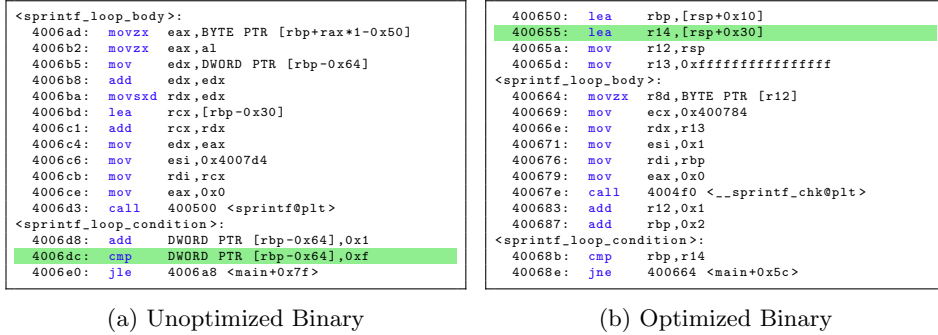 <sprintf_loop_body>:
4006ad: movzx eax,BYTE PTR [rbp+rax*1-0x50]
4006b2: movzx eax,al
4006b5: mov edx,DWORD PTR [rbp-0x64]
4006b8: add edx,edx
4006ba: movsxd rdx,edx
4006bd: lea rcx,[rbp-0x30]
4006c1: add rcx,rdx
4006c4: mov edx,eax
4006c6: mov esi,0x4007d4
4006cb: mov rdi,rcx
4006ce: mov eax,0x0
4006d3: call 400500 <sprintf@plt>
<sprintf_loop_condition>:
4006d8: add DWORD PTR [rbp-0x64],0x1
4006dc: cmp DWORD PTR [rbp-0x64],0xf
4006e0: jle 4006a8 <main+0x7f>
(a) Unoptimized Binary
400650: lea rbp,[rsp+0x10]
400655: lea r14,[rsp+0x30]
40065a: mov r12,rsp
40065d: mov r13,0xffffffffffffffff
<sprintf_loop_body>:
400664: movzx r8d,BYTE PTR [r12]
400669: mov ecx,0x400784
40066e: mov rdx,r13
400671: mov esi,0x1
400676: mov rdi,rbp
400679: mov eax,0x0
40067e: call 4004f0 <__sprintf_chk@plt>
400683: add r12,0x1
400687: add rbp,0x2
<sprintf_loop_condition>:
40068b: cmp rbp,r14
40068e: jne 400664 <main+0x5c>
(b) Optimized Binary